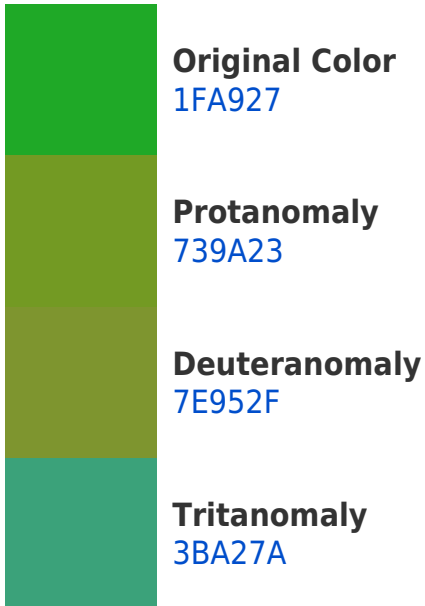 Original Color
1FA927
Protanomaly
739A23
Deuteranomaly
7E952F
Tritanomaly
3BA27A